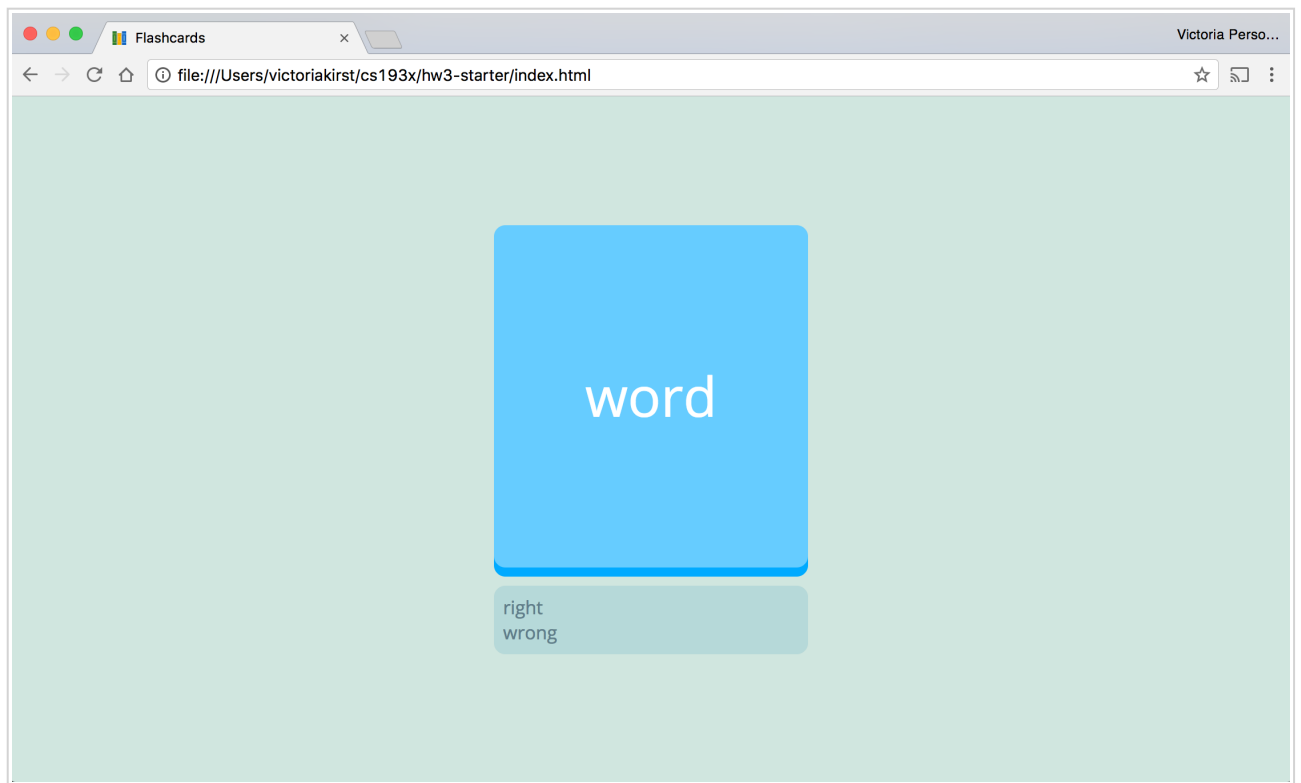 Flashcards
Victoria Perso...
file:///Users/victoriakirst/cs193x/hw3-starter/index.html
word
right
wrong